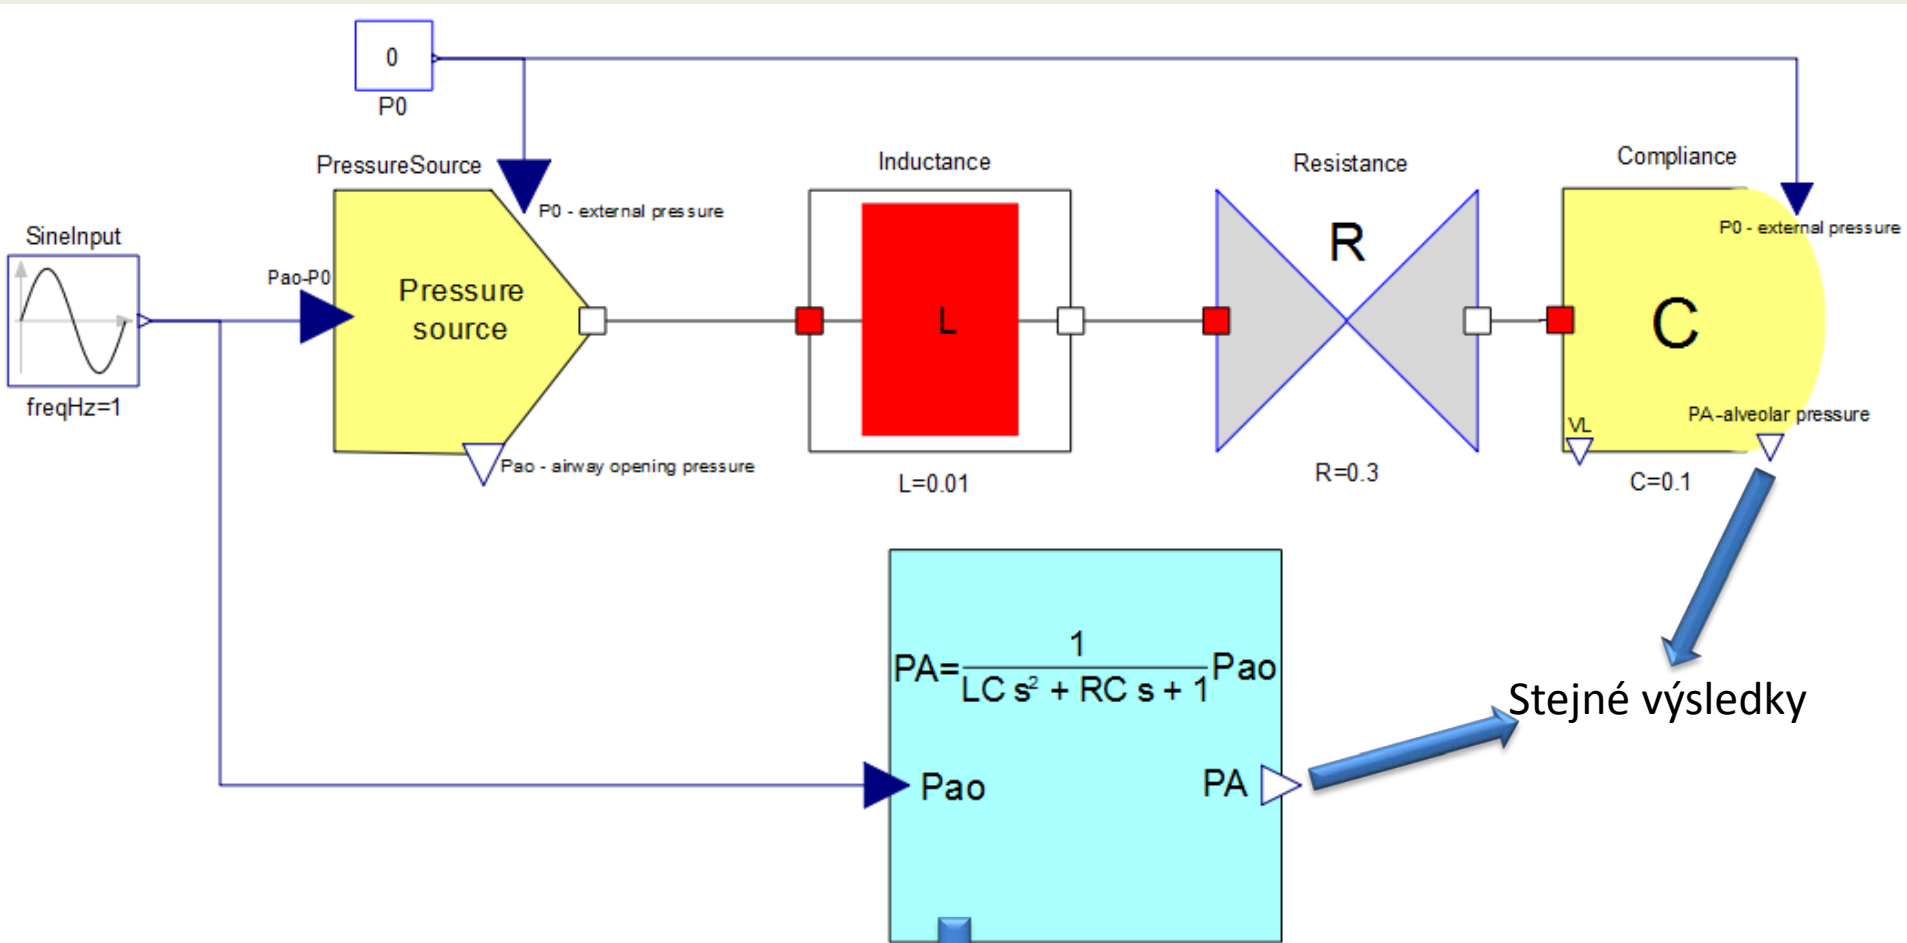 0
P0
PressureSource
Inductance
Resistance
Compliance
P0 - external pressure
P0 - external pressure
SineInput
Pao-P0
Pressure
source
L
R
C
freqHz=1
Pao - airway opening pressure
L=0.01
R=0.3
VL
PA-alveolar pressure
C=0.1
PA=1/(LC s² + RC s + 1) Pao
Stejné výsledky
Pao
PA